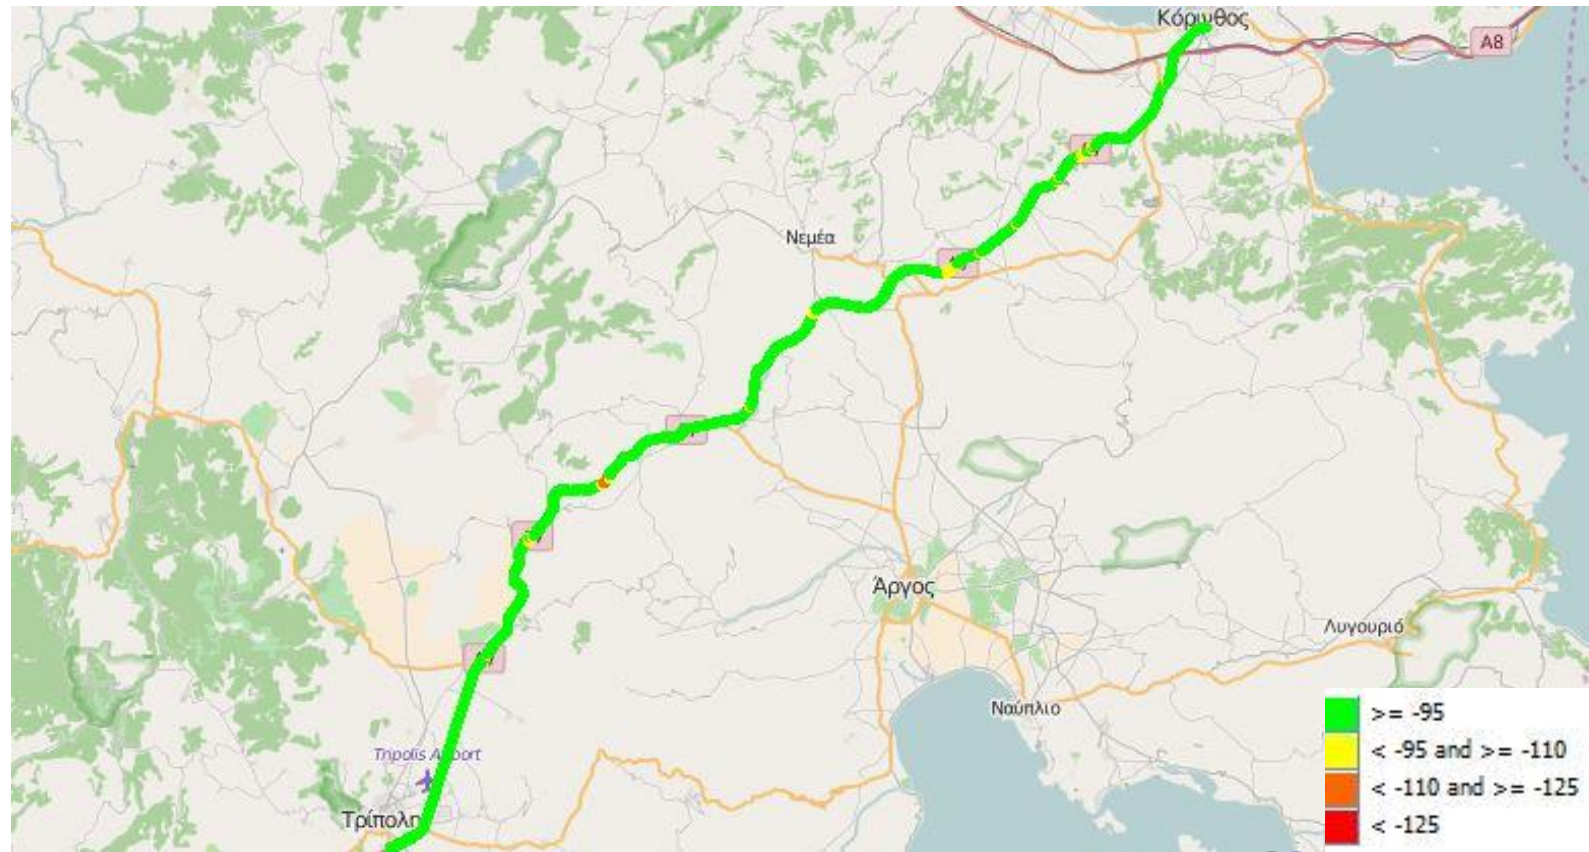 Κόρινθος
A8
Νεμέα
Άργος
Λυγουριό
Ναύπλιο
Tripolis Airport
Τρίπολη
>= -95
< -95 and >= -110
< -110 and >= -125
< -125